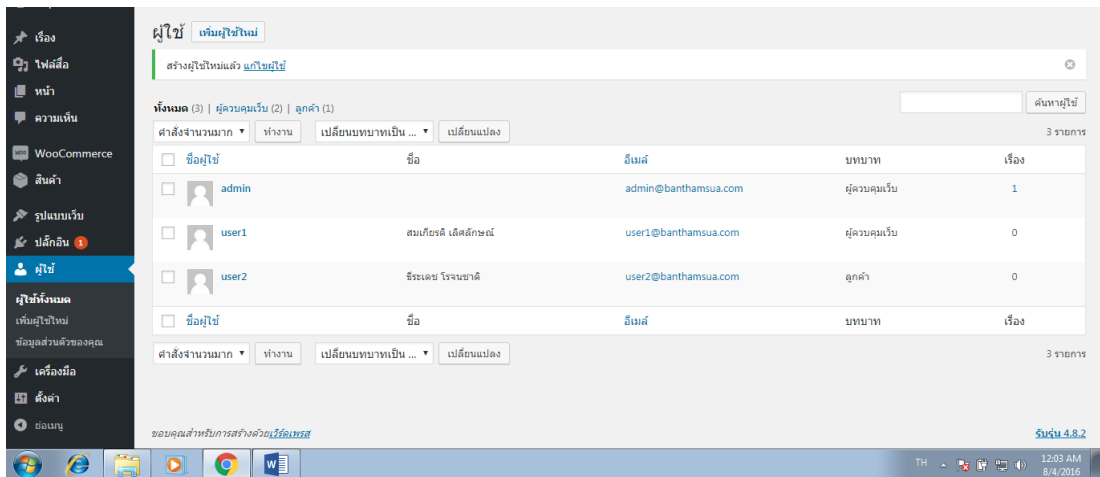 เรื่อง
ไฟล์สื่อ
หน้า
ความเห็น
WooCommerce
สินค้า
รูปแบบเว็บ
ปลั๊กอิน 1
ผู้ใช้
ผู้ใช้ทั้งหมด
เพิ่มผู้ใช้ใหม่
ข้อมูลส่วนตัวของคุณ
เครื่องมือ
ตั้งค่า
ย่อเมนู
ผู้ใช้ เพิ่มผู้ใช้ใหม่
สร้างผู้ใช้ใหม่แล้ว แก้ไขผู้ใช้
ทั้งหมด (3) | ผู้ควบคุมเว็บ (2) | ลูกค้า (1)
ค้นหาผู้ใช้
คำสั่งจำนวนมาก ทำงาน เปลี่ยนบทบาทเป็น ... เปลี่ยนแปลง 3 รายการ
ชื่อผู้ใช้ ชื่อ อีเมล์ บทบาท เรื่อง
admin admin@banthamsua.com ผู้ควบคุมเว็บ 1
user1 สมเกียรติ เลิศลักษณ์ user1@banthamsua.com ผู้ควบคุมเว็บ 0
user2 ธีระเดช โรจนชาติ user2@banthamsua.com ลูกค้า 0
ชื่อผู้ใช้ ชื่อ อีเมล์ บทบาท เรื่อง
คำสั่งจำนวนมาก ทำงาน เปลี่ยนบทบาทเป็น ... เปลี่ยนแปลง 3 รายการ
ขอบคุณสำหรับการสร้างด้วยเวิร์ดเพรส รับรุ่น 4.8.2
TH 12:03 AM
8/4/2016